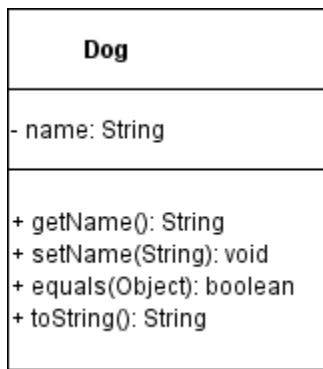 Dog
- name: String
+ getName(): String
+ setName(String): void
+ equals(Object): boolean
+ toString(): String